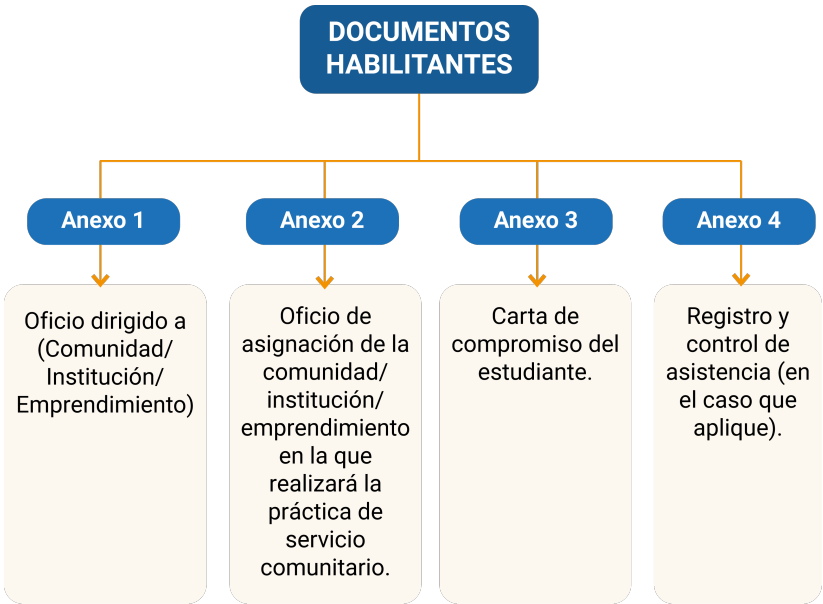 DOCUMENTOS
HABILITANTES
Anexo 1
Oficio dirigido a
(Comunidad/
Institución/
Emprendimiento)
Anexo 2
Oficio de
asignación de la
comunidad/
institución/
emprendimiento
en la que
realizará la
práctica de
servicio
comunitario.
Anexo 3
Carta de
compromiso del
estudiante.
Anexo 4
Registro y
control de
asistencia (en
el caso que
aplique).